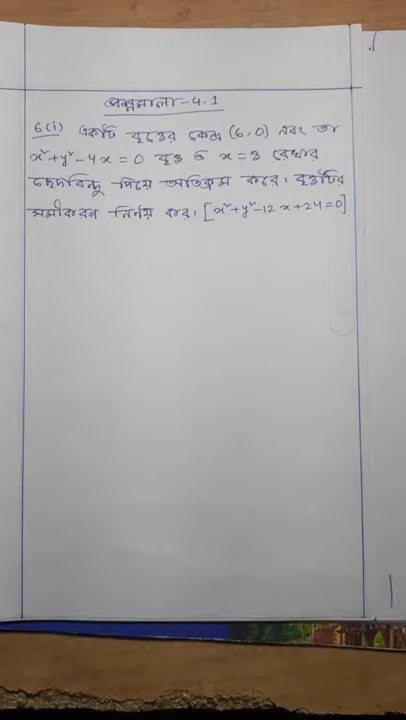 প্রশ্নমালা-4.1
6(i) একটি বৃত্তের কেন্দ্র (6,0) এবং তা
x²+y²-4x=0 বৃত্ত ও x=3 রেখার
ছেদবিন্দু দিয়ে অতিক্রম করে। বৃত্তটির
সমীকরণ নির্ণয় কর। [x²+y²-12x+24=0]